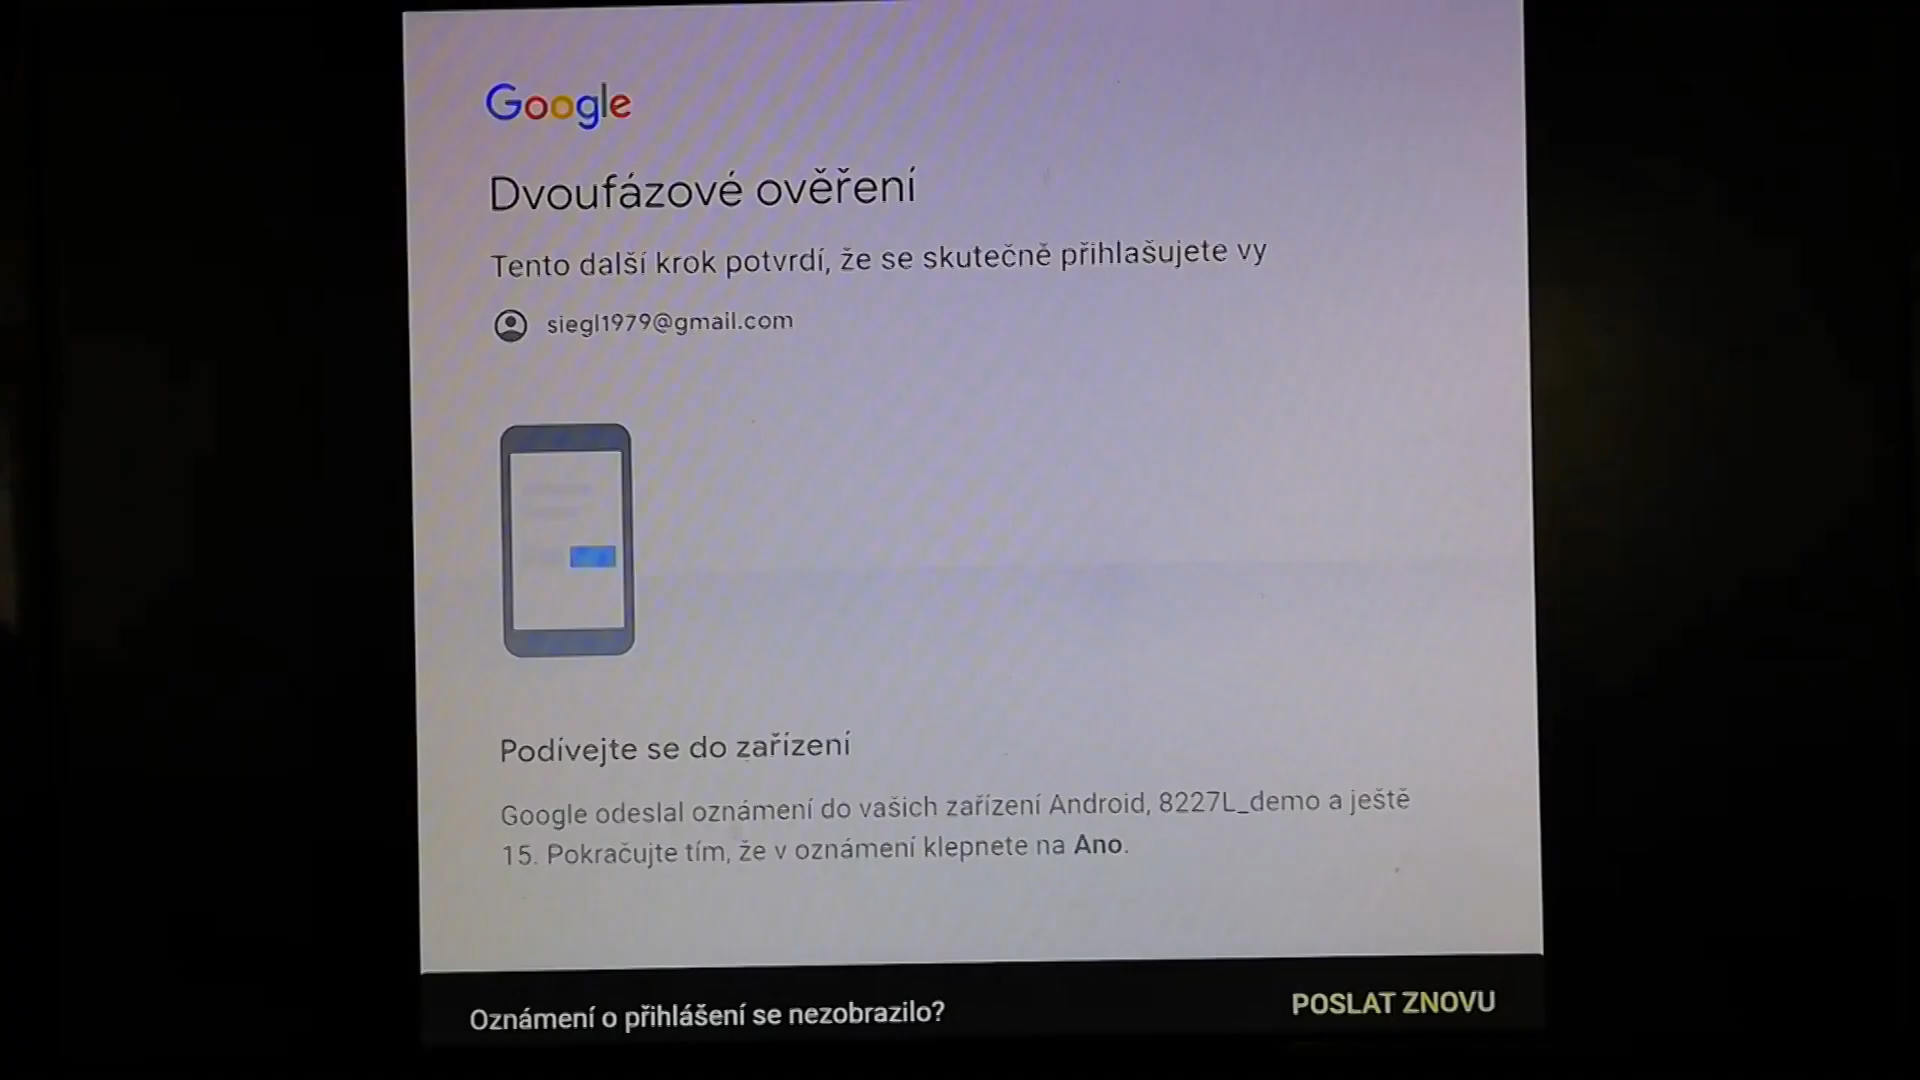 Google
Dvoufázové ověření
Tento další krok potvrdí, že se skutečně přihlašujete vy
siegl1979@gmail.com
Podívejte se do zařízení
Google odeslal oznámení do vašich zařízení Android, 8227L_demo a ještě
15. Pokračujte tím, že v oznámení klepnete na Ano.
Oznámení o přihlášení se nezobrazilo?
POSLAT ZNOVU